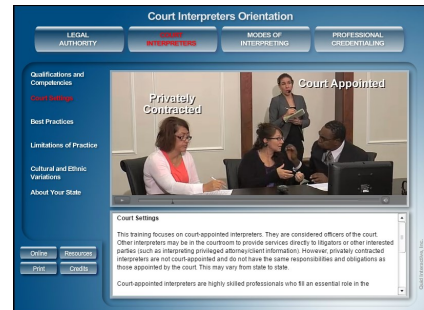 Court Interpreters Orientation
LEGAL
AUTHORITY
COURT
INTERPRETERS
MODES OF
INTERPRETING
PROFESSIONAL
CREDENTIALING
Qualifications and
Competencies
Court Settings
Best Practices
Limitations of Practice
Cultural and Ethnic
Variations
About Your State
Online
Resources
Print
Credits
Privately
Contracted
Court Appointed
Court Settings
This training focuses on court-appointed interpreters. They are considered officers of the court.
Other interpreters may be in the courtroom to provide services directly to litigators or other interested
parties (such as interpreting privileged attorney/client information). However, privately contracted
interpreters are not court-appointed and do not have the same responsibilities and obligations as
those appointed by the court. This may vary from state to state.
Court-appointed interpreters are highly skilled professionals who fill an essential role in the